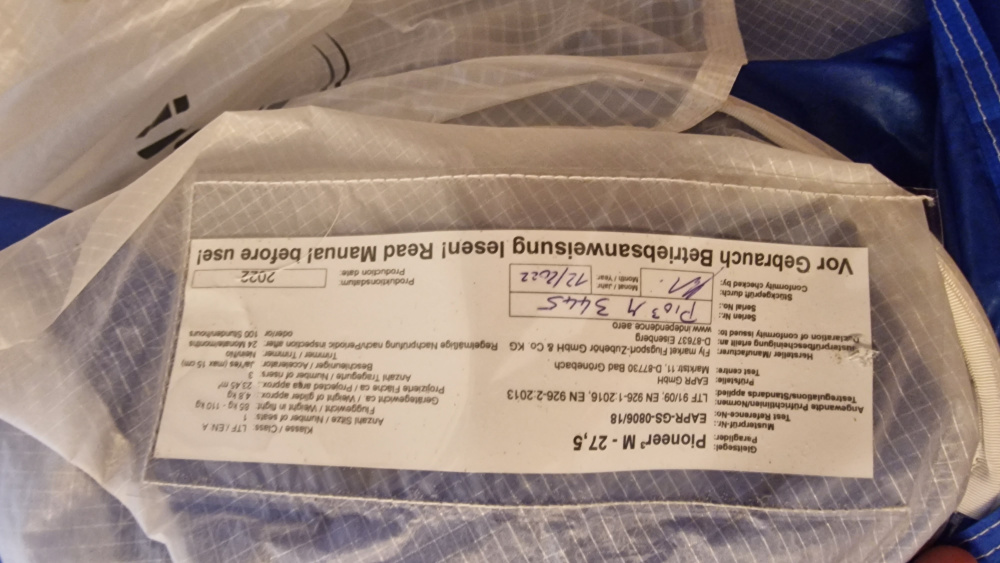 Gleitsegel:
Paraglider:
Pioneer³ M - 27,5
Musterprüf-Nr.:
Test Reference-No:
EAPR-GS-0806/18
Angewandte Prüfrichtlinien/Normen:
Testregulations/Standards applied:
LTF 91/09, EN 926-1:2016, EN 926-2:2013
Prüfstelle:
Test centre:
EAPR GmbH
Marktstr. 11, D-87730 Bad Grönebach
Hersteller / Manufacturer:
Musterprüfbescheinigung erteilt an:
Declaration of conformity issued to:
Fly market Flugsport-Zubehör GmbH & Co KG
D-87637 Eisenberg
www.independence.aero
Serien Nr.:
Serial No.:
Pio³ M 3445
Stückgeprüft durch:
Conformity checked by:
Monat / Jahr
Month / Year:
12/2022
Klasse / Class: LTF / EN A
Anzahl Sitze / Number of seats 1
Fluggewicht / Weight in flight 85 kg - 110 kg
Gerätegewicht ca / Weight of glider approx 4.8 kg
Projizierte Fläche ca / Projected area approx.: 23.45 m²
Anzahl Tragegurte / Number of risers 3
Beschleuniger / Accelerator Ja/Yes (max 15 cm)
Trimmer / Trimmer Nein/No
Regelmäßige Nachprüfung nach/Periodic inspection after 24 Monate/months
oder/or 100 Stunden/hours
Produktionsdatum:
Production date:
2022
Vor Gebrauch Betriebsanweisung lesen! Read Manual before use!